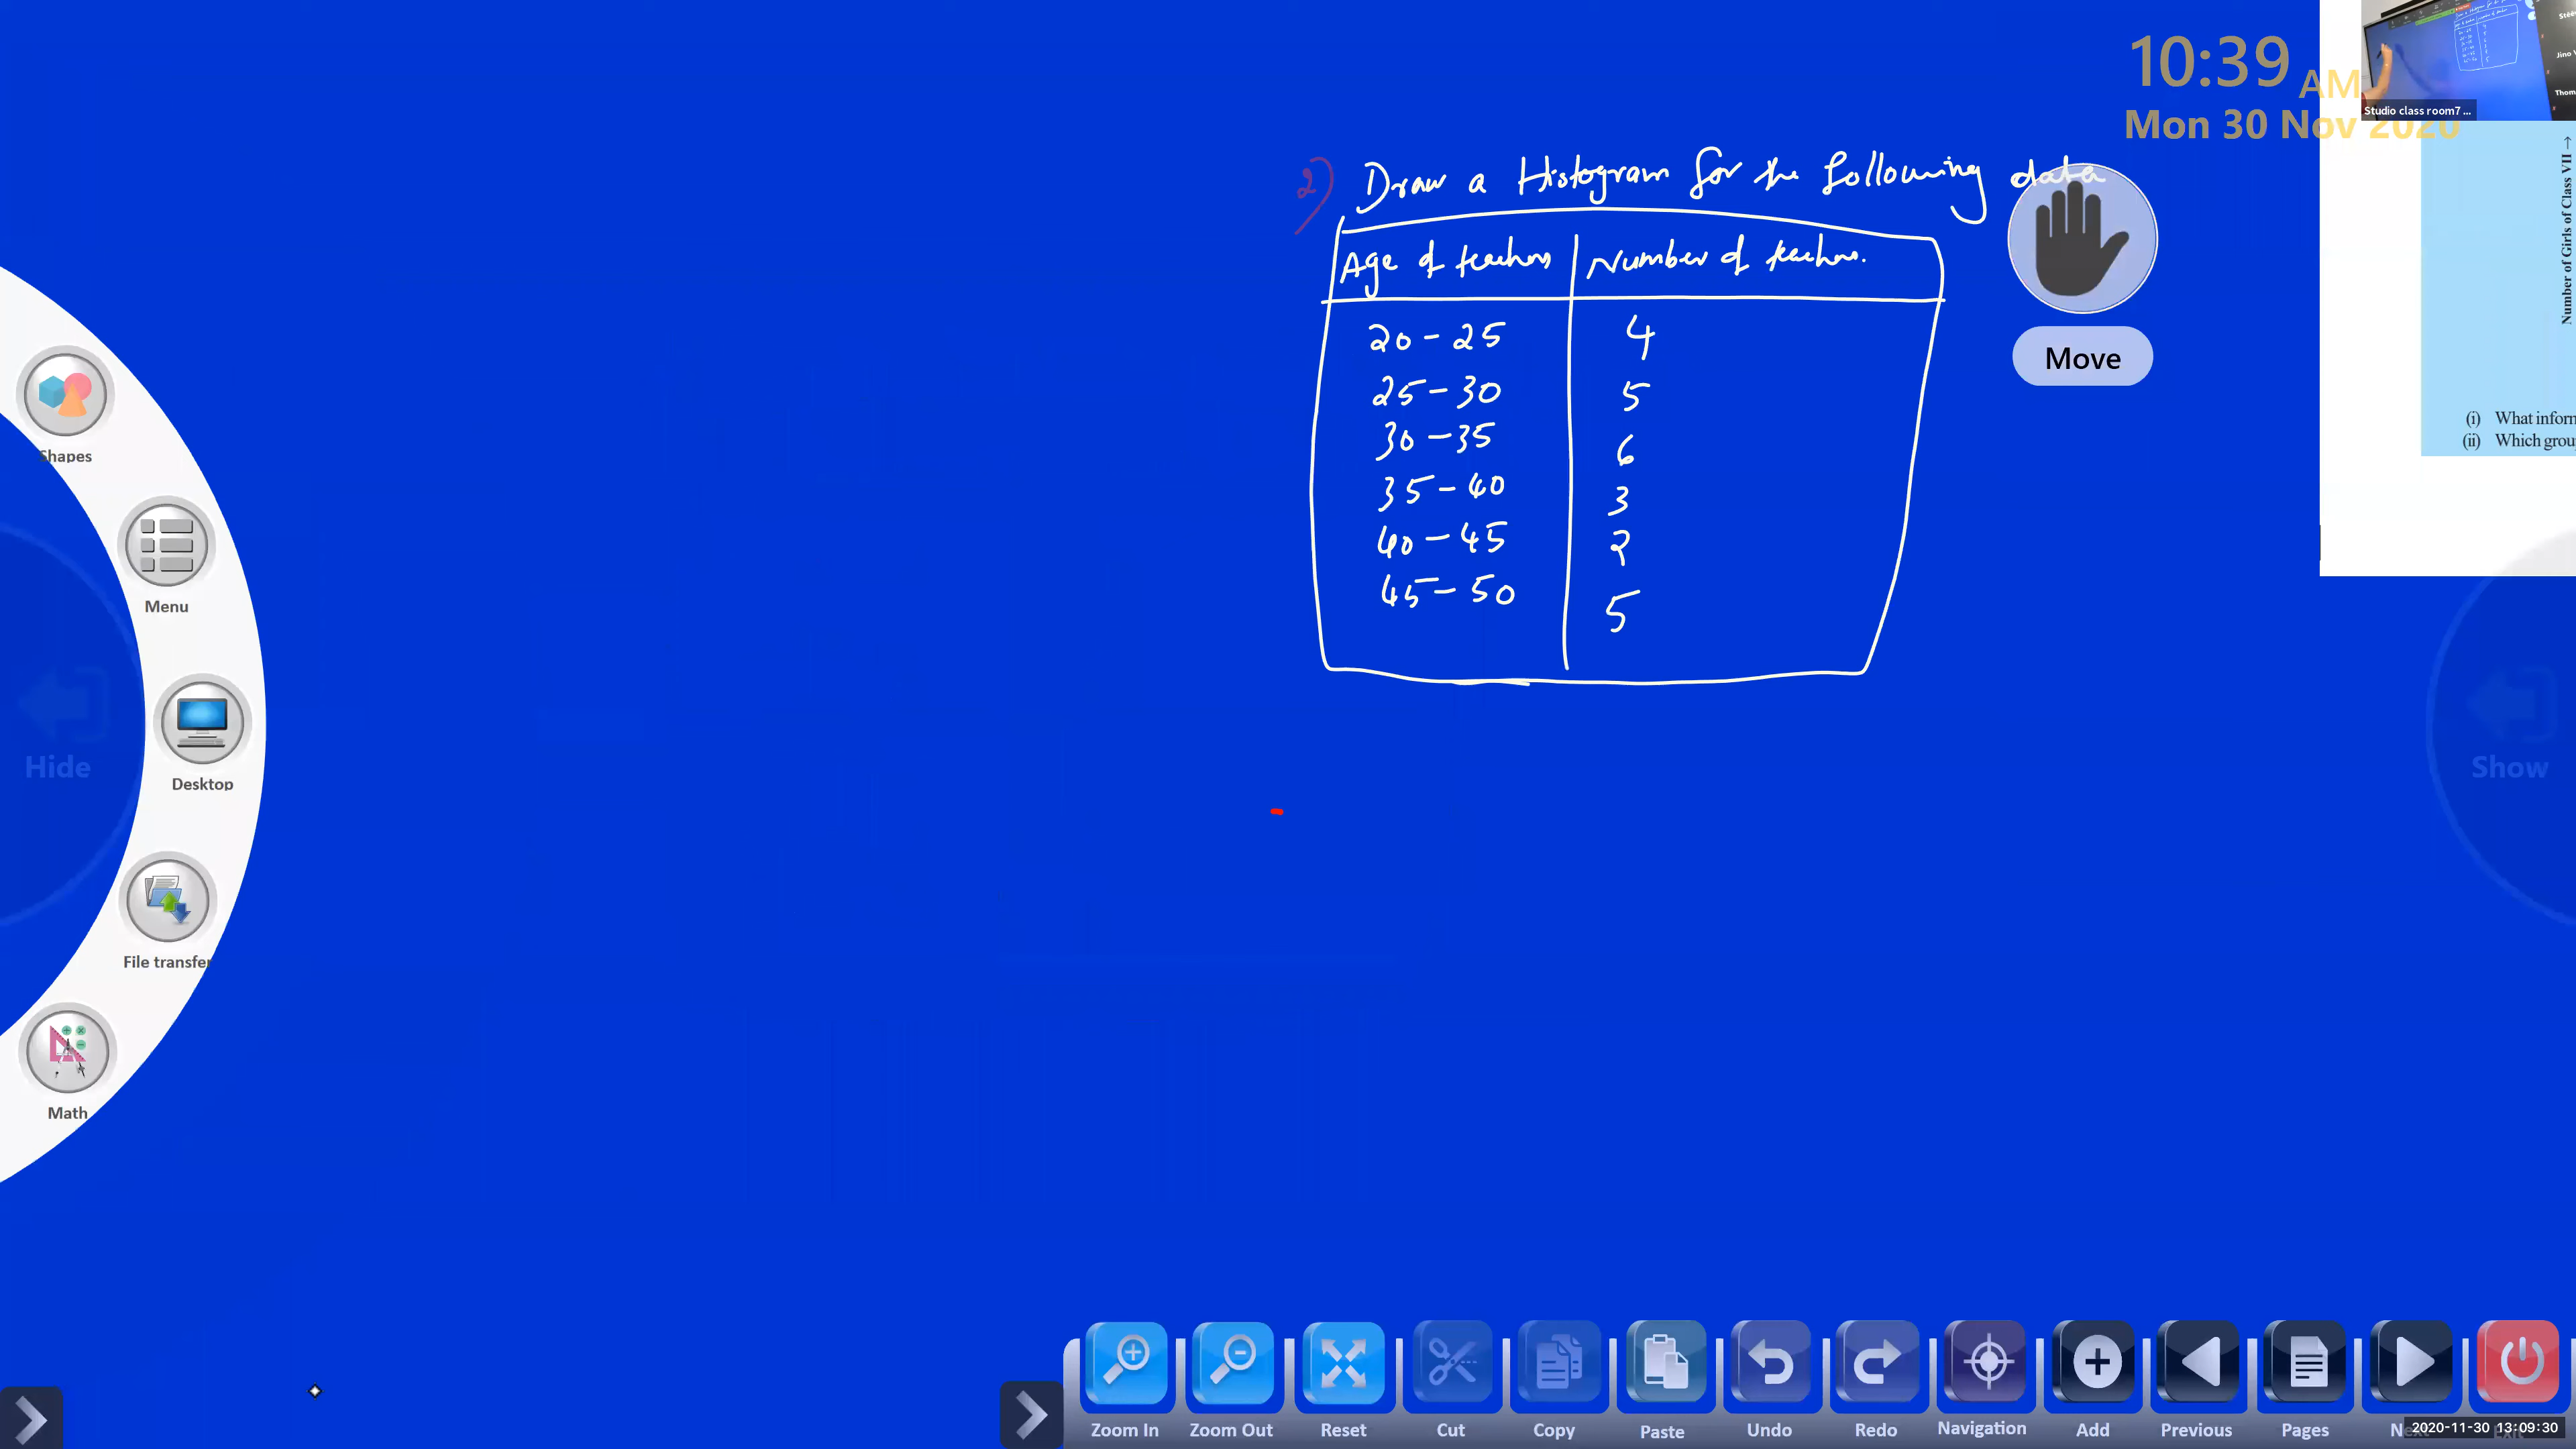 10:39 AM
Mon 30 Nov 2020
Studio class room7 ...
Jino
Thom
2) Draw a Histogram for the following data
Age of teachers Number of teachers.
20 - 25 4
25 - 30 5
30 - 35 6
35 - 40 3
40 - 45 2
45 - 50 5
Move
Number of Girls of Class VII →
(i) What inform
(ii) Which grou
Shapes
Menu
Hide
Desktop
File transfer
Math
Show
Zoom In Zoom Out Reset Cut Copy Paste Undo Redo Navigation Add Previous Pages
2020-11-30 13:09:30